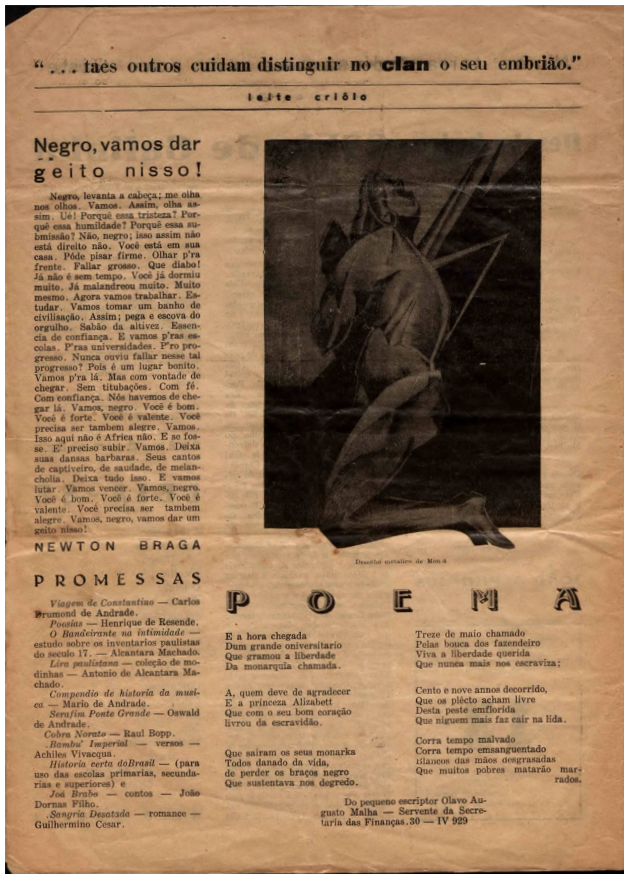 “... taes outros cuidam distinguir no clan o seu embrião.”
leite criôlo
Negro, vamos dar
geito nisso!
Negro, levanta a cabeça; me olha
nos olhos. Vamos. Assim, olha as-
sim. Ué! Porquê essa tristeza? Por-
quê essa humildade? Porquê essa su-
bmissão? Não, negro; isso assim não
está direito não. Você está em sua
casa. Póde pisar firme. Olhar p'ra
frente. Fallar grosso. Que diabo!
Já não é sem tempo. Você já dormiu
muito. Já malandreou muito. Muito
mesmo. Agora vamos trabalhar. Es-
tudar. Vamos tomar um banho de
civilisação. Assim; pega e escova do
orgulho. Sabão da altivez. Essen-
cia de confiança. E vamos p'ras es-
colas. P'ras universidades. P'ro pro-
gresso. Nunca ouviu fallar nesse tal
progresso? Pois é um lugar bonito.
Vamos p'ra lá. Mas com vontade de
chegar. Sem titubações. Com fé.
Com confiança. Nós havemos de che-
gar lá. Vamos, negro. Você é bom.
Você é forte. Você é valente. Você
precisa ser tambem alegre. Vamos.
Isso aqui não é Africa não. E se fos-
se. E' preciso subir. Vamos. Deixa
suas dansas barbaras. Seus cantos
de captiveiro, de saudade, de melan-
cholia. Deixa tudo isso. E vamos
lutar. Vamos vencer. Vamos, negro.
Você é bom. Você é forte. Você é
valente. Você precisa ser tambem
alegre. Vamos, negro, vamos dar um
geito nisso!
NEWTON BRAGA
PROMESSAS
Viagem de Constantino — Carlos
Drumond de Andrade.
Poosias — Henrique de Resende.
O Bandeirante na intimidade —
estudo sobre os inventarios paulistas
do seculo 17. — Alcantara Machado.
Lira paulistana — coleção de mo-
dinhas — Antonio de Alcantara Ma-
chado.
Compendio de historia da musi-
ca — Mario de Andrade.
Serafim Ponte Grande — Oswald
de Andrade.
Cobra Norato — Raul Bopp.
Bambu' Imperial — versos —
Achiles Vivacqua.
Historia certa do Brasil — (para
uso das escolas primarias, secunda-
rias e superiores) e
Joá Brabo — contos — João
Dornas Filho.
Sangria Desatada — romance —
Guilhermino Cesar.
Desenho metalico de
POEMA
E a hora chegada
Dum grande oniversitario
Que gramou a liberdade
Da monarquia chamada.
A, quem deve de agradecer
E a princeza Alizabett
Que com o seu bom coração
livrou da escravidão.
Que sairam os seus monarka
Todos danado da vida,
de perder os braços negro
Que sustentava nos degredo.
Treze de maio chamado
Pelas bouca dos fazendeiro
Viva a liberdade querida
Que nunca mais nos escraviza;
Cento e nove annos decorrido,
Que os plêcto acham livre
Desta peste emflorida
Que niguem mais faz cair na lida.
Corra tempo malvado
Corra tempo emsanguentado
Blancos das mãos desgrasadas
Que muitos pobres matarão mar-
rados.
Do pequeno escriptor Olavo Au-
gusto Malha — Servente da Secre-
taria das Finanças. 30 — IV 929